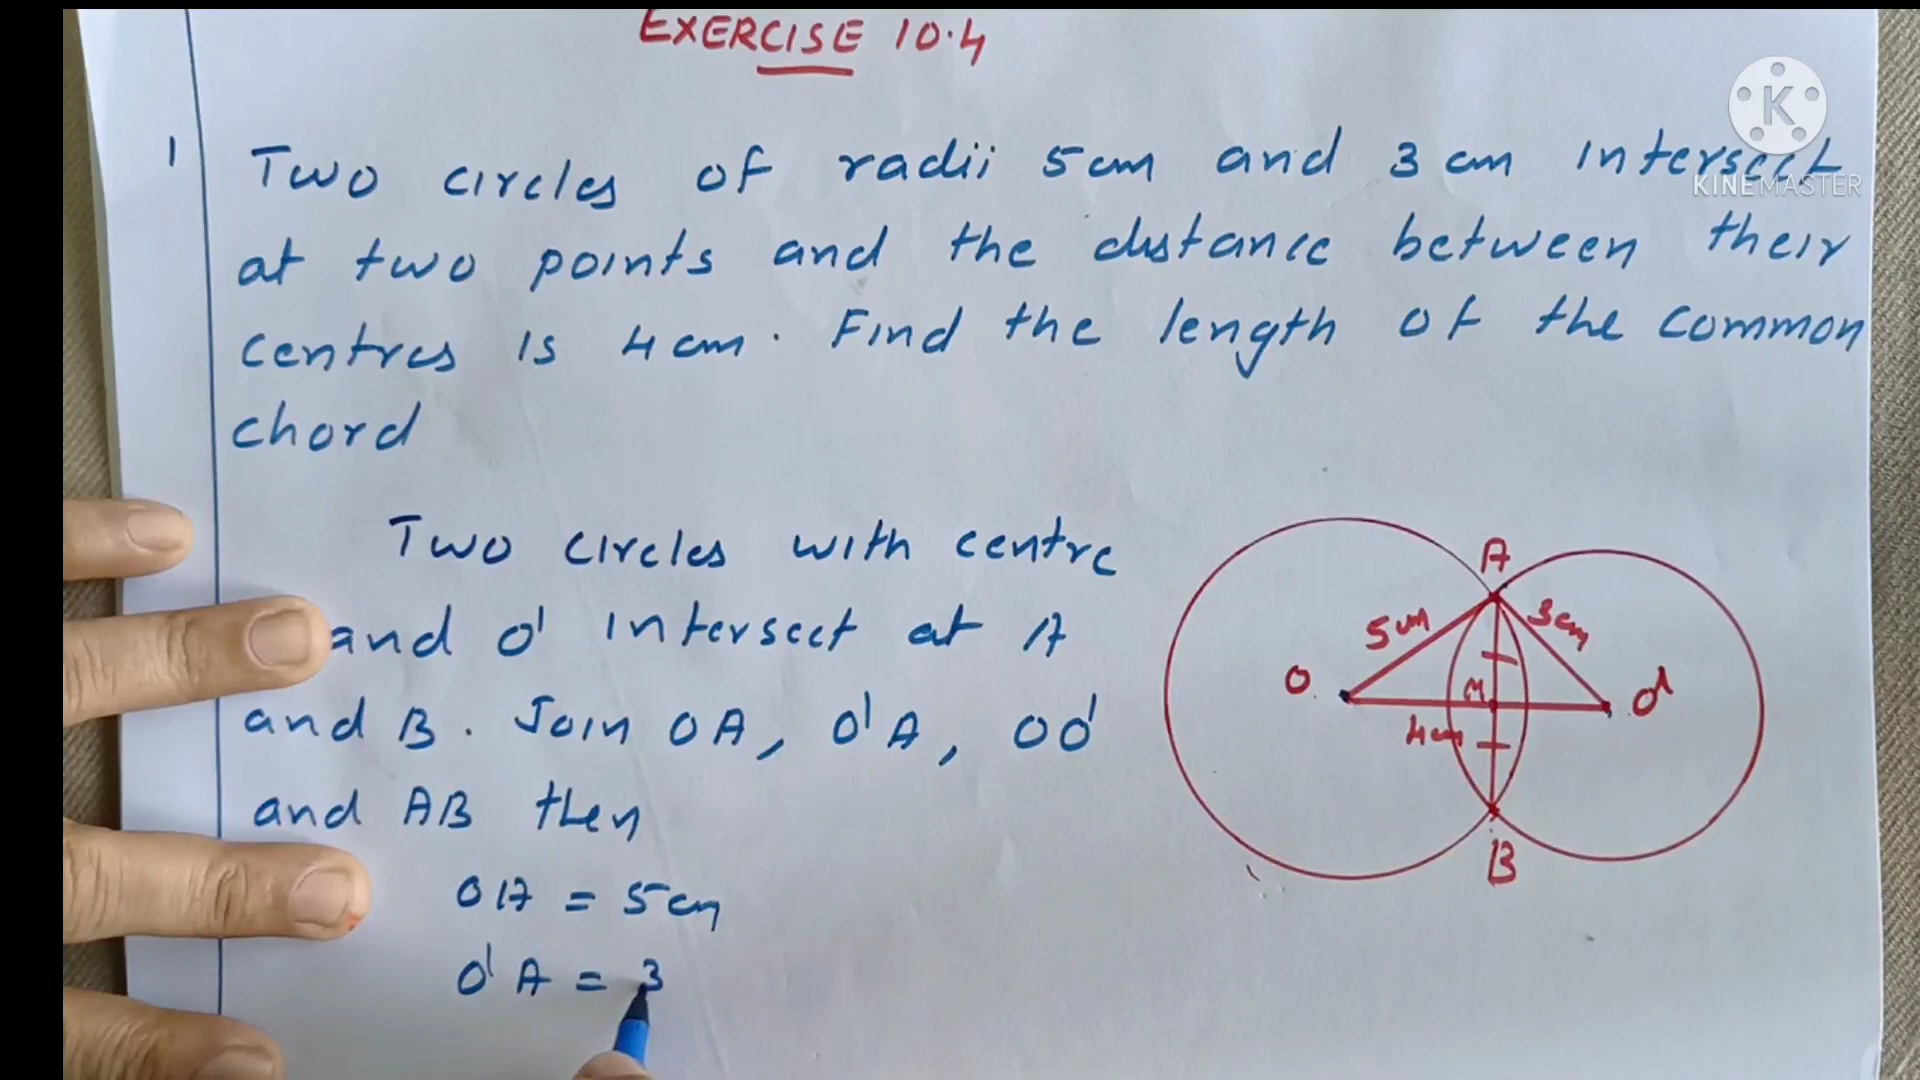 EXERCISE 10.4
1 Two circles of radii 5cm and 3 cm intersect
at two points and the distance between their
centres is 4 cm. Find the length of the common
chord
Two circles with centre
and O' intersect at A
and B. Join OA, O'A, OO'
and AB then
OA = 5cm
O'A = 3
A
5cm 3cm
O M O'
4cm
B
K
KINEMASTER